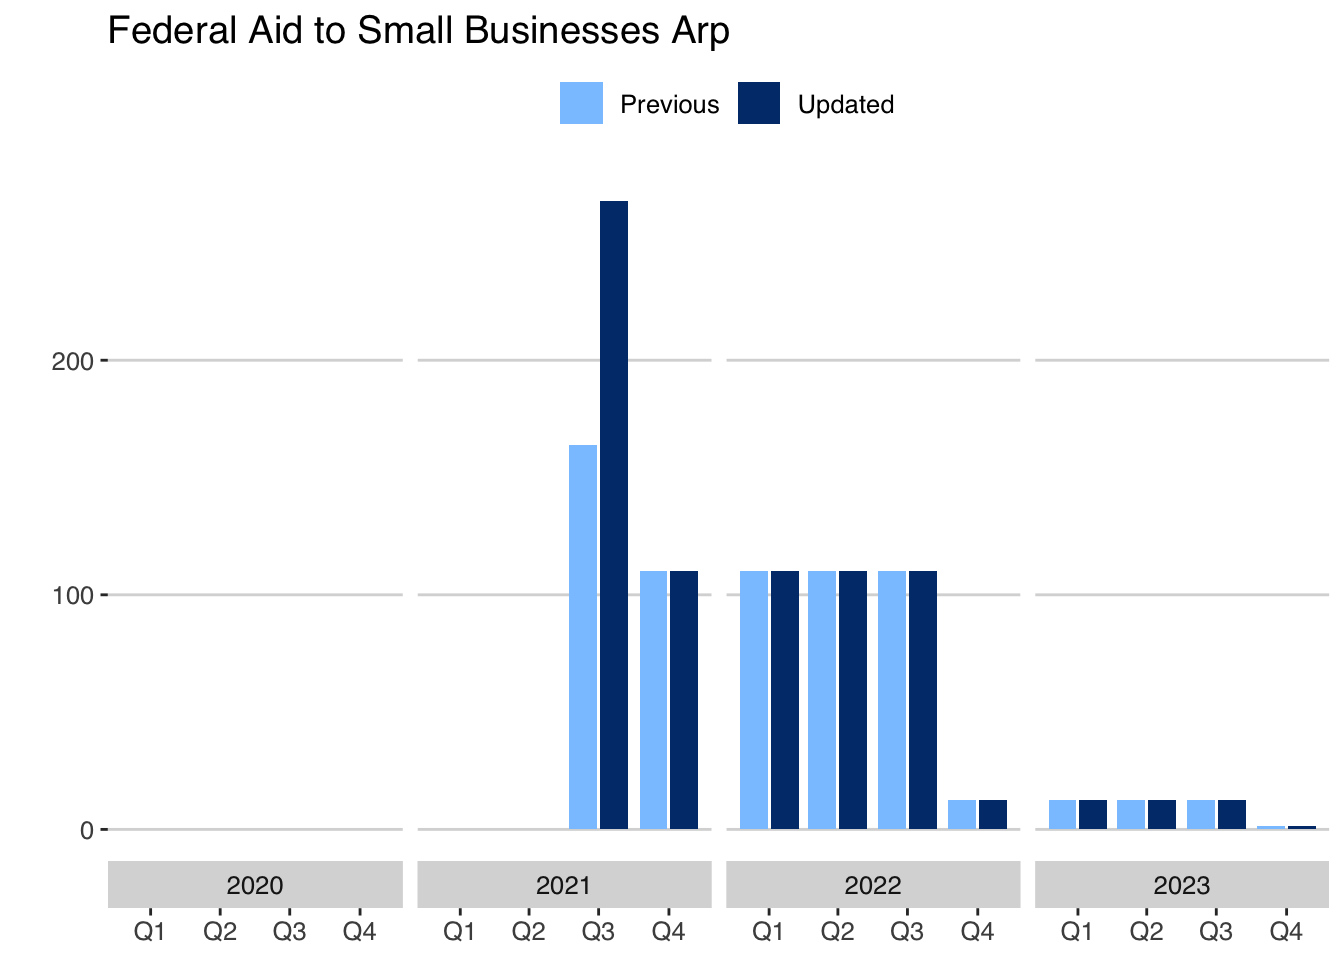 Federal Aid to Small Businesses Arp
Previous Updated
200
100
0
2020 2021 2022 2023
Q1 Q2 Q3 Q4 Q1 Q2 Q3 Q4 Q1 Q2 Q3 Q4 Q1 Q2 Q3 Q4